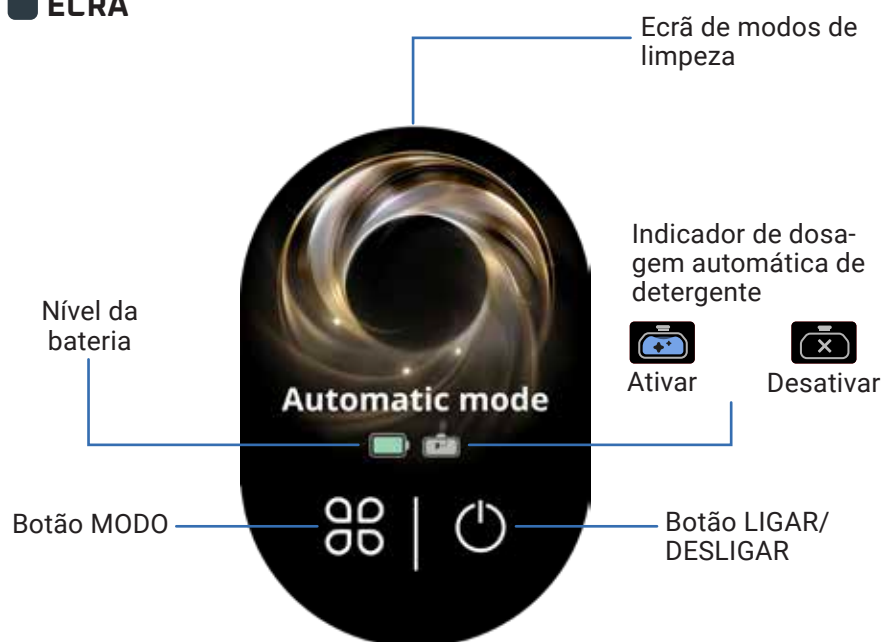 ECRÃ
Ecrã de modos de
limpeza
Indicador de dosa-
gem automática de
detergente
Ativar
Desativar
Nível da
bateria
Automatic mode
Botão MODO
Botão LIGAR/
DESLIGAR